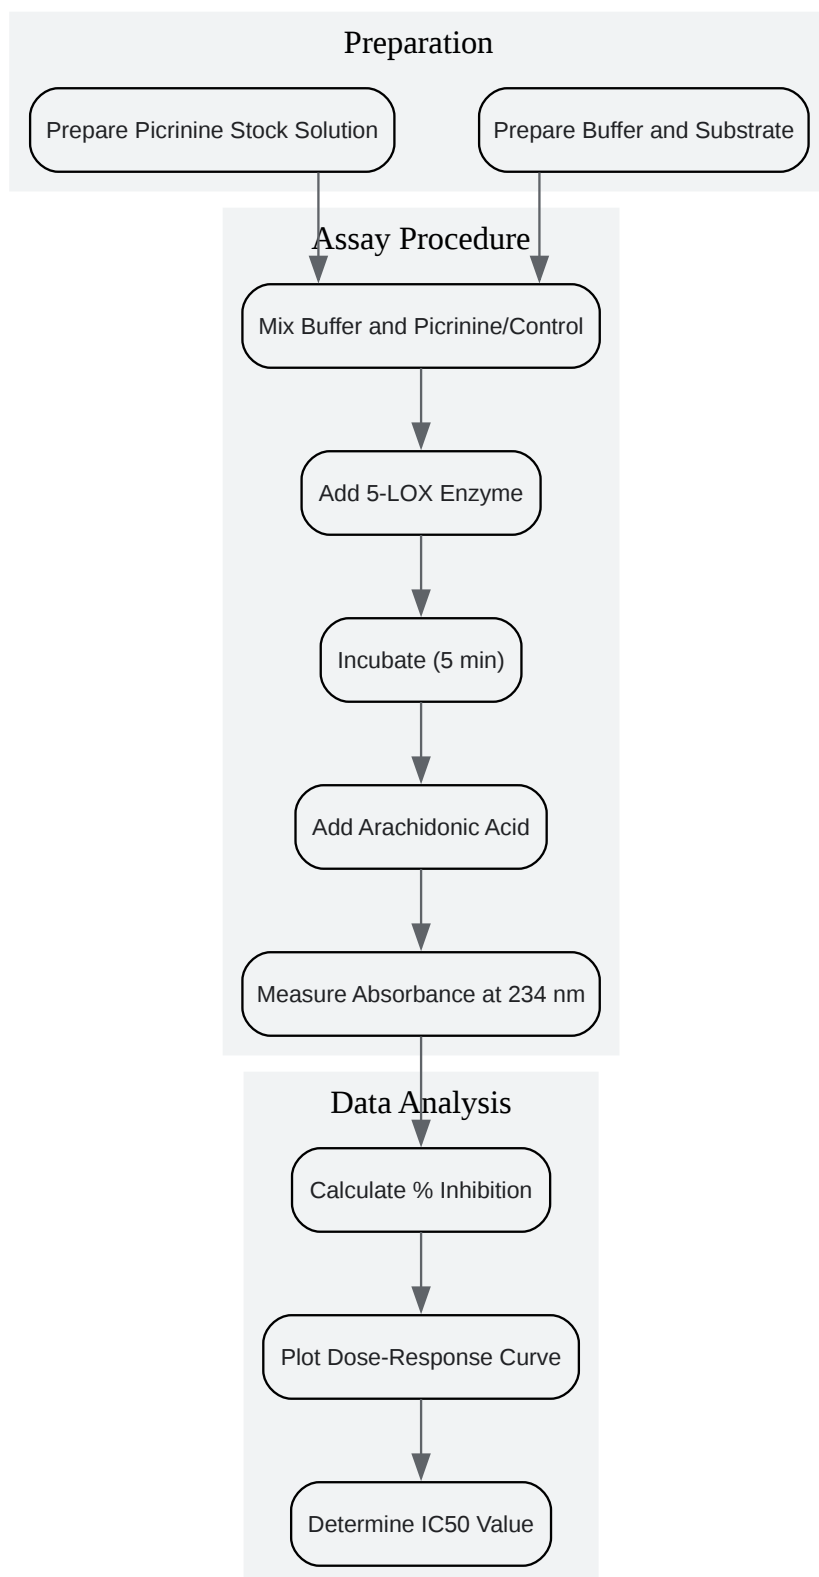 Preparation
Prepare Picrinine Stock Solution
Prepare Buffer and Substrate
Assay Procedure
Mix Buffer and Picrinine/Control
Add 5-LOX Enzyme
Incubate (5 min)
Add Arachidonic Acid
Measure Absorbance at 234 nm
Data Analysis
Calculate % Inhibition
Plot Dose-Response Curve
Determine IC50 Value